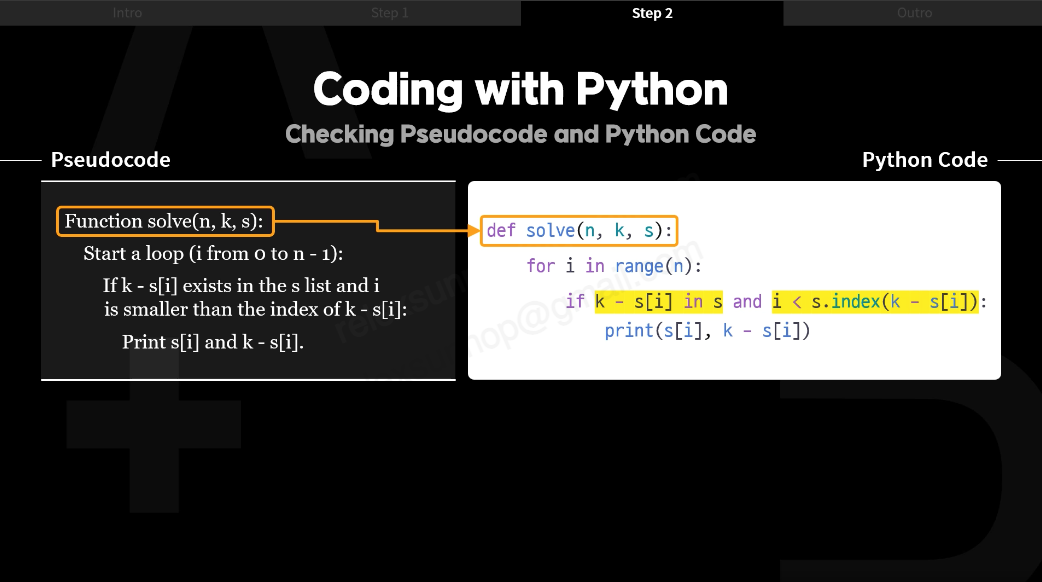 Intro
Step 1
Step 2
Outro
Coding with Python
Checking Pseudocode and Python Code
Pseudocode
Python Code
Function solve(n, k, s):
Start a loop (i from 0 to n - 1):
If k - s[i] exists in the s list and i
is smaller than the index of k - s[i]:
Print s[i] and k - s[i].
def solve(n, k, s):
for i in range(n):
if k - s[i] in s and i < s.index(k - s[i]):
print(s[i], k - s[i])